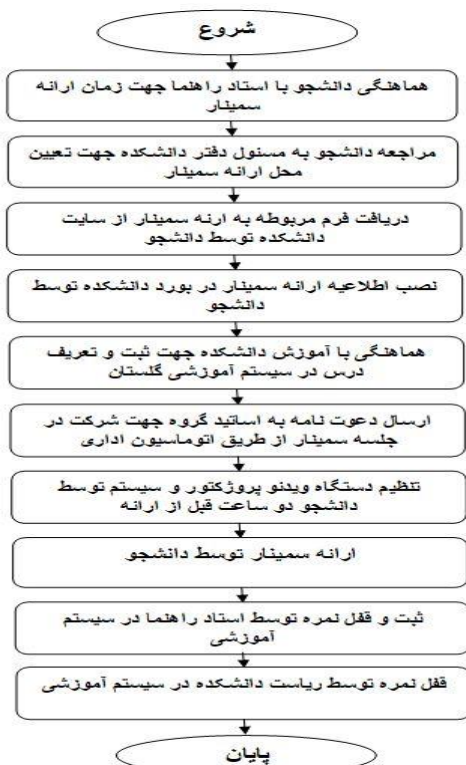 شروع
هماهنگی دانشجو با استاد راهنما جهت زمان ارائه
سمینار
مراجعه دانشجو به مسئول دفتر دانشکده جهت تعیین
محل ارائه سمینار
دریافت فرم مربوطه به ارنه سمینار از سایت
دانشکده توسط دانشجو
نصب اطلاعیه ارائه سمینار در بورد دانشکده توسط
دانشجو
هماهنگی با آموزش دانشکده جهت ثبت و تعریف
درس در سیستم آموزشی گلستان
ارسال دعوت نامه به اساتید گروه جهت شرکت در
جلسه سمینار از طریق اتوماسیون اداری
تنظیم دستگاه ویدئو پروژکتور و سیستم توسط
دانشجو دو ساعت قبل از ارائه
ارائه سمینار توسط دانشجو
ثبت و قفل نمره توسط استاد راهنما در سیستم
آموزشی
قفل نمره توسط ریاست دانشکده در سیستم آموزشی
پایان